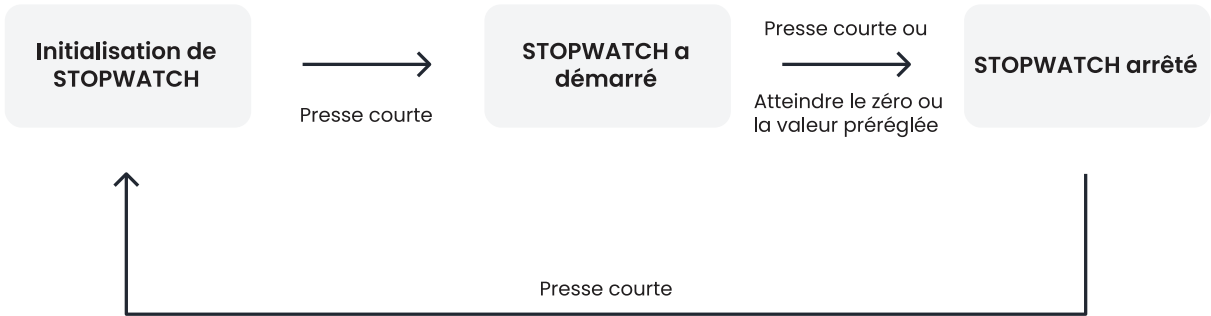 Initialisation de
STOPWATCH
Presse courte
STOPWATCH a
démarré
Presse courte ou
Atteindre le zéro ou
la valeur préréglée
STOPWATCH arrêté
Presse courte